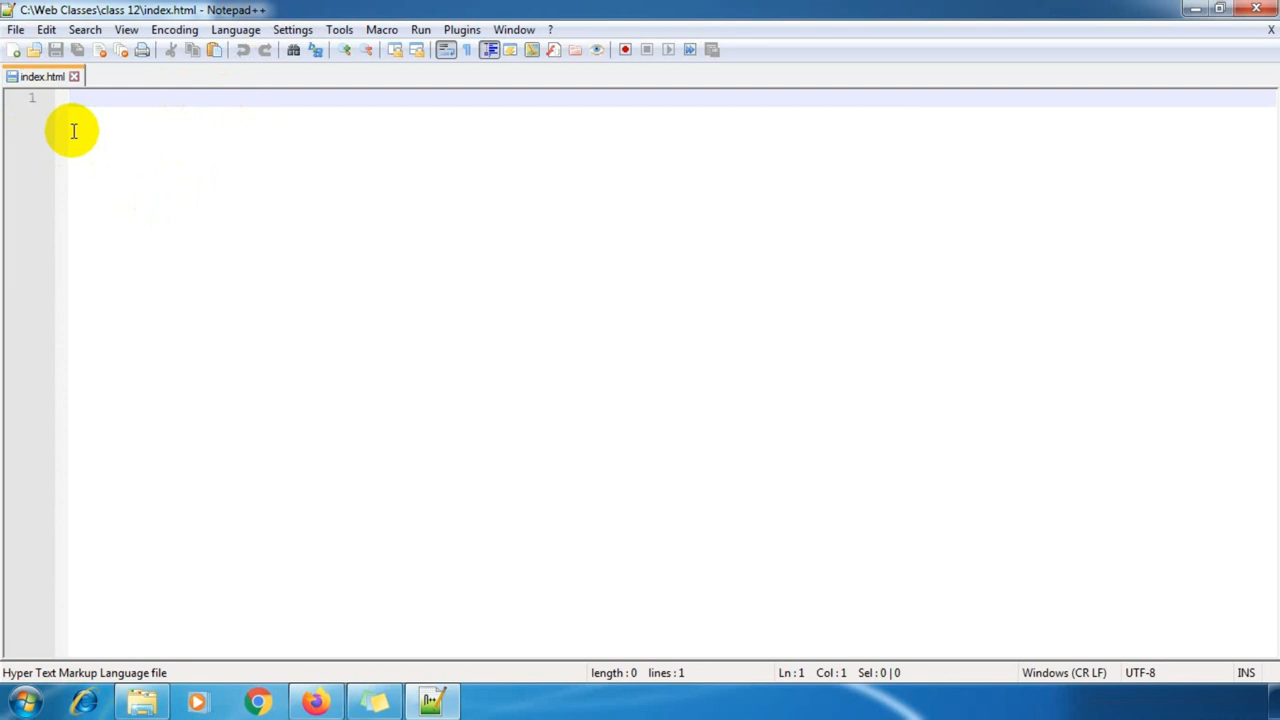 C:\Web Classes\class 12\index.html - Notepad++
File Edit Search View Encoding Language Settings Tools Macro Run Plugins Window ? X
index.html
1
Hyper Text Markup Language file length : 0 lines : 1 Ln : 1 Col : 1 Sel : 0 | 0 Windows (CR LF) UTF-8 INS